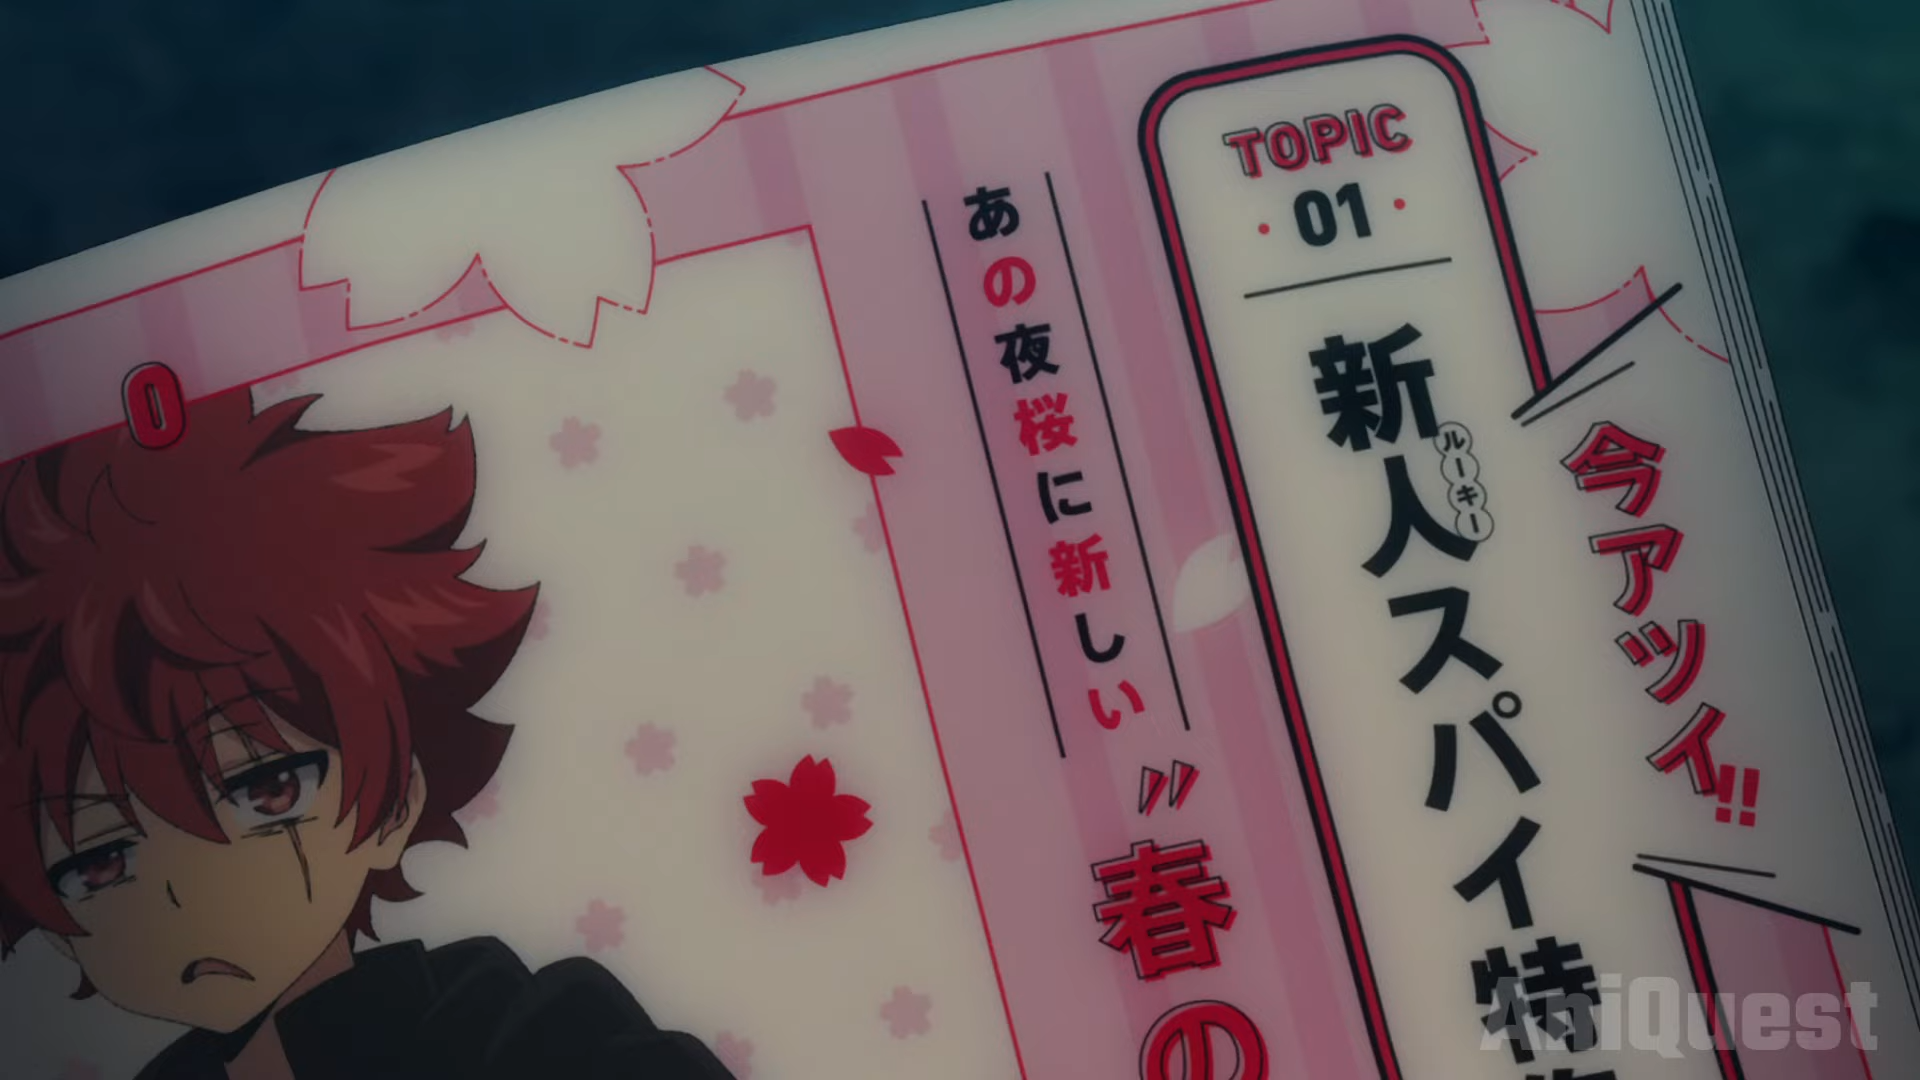 TOPIC
01
今アツイ!!
新人スパイ特
ルーキー
あの夜桜に新しい
〃春の
0
AniQuest